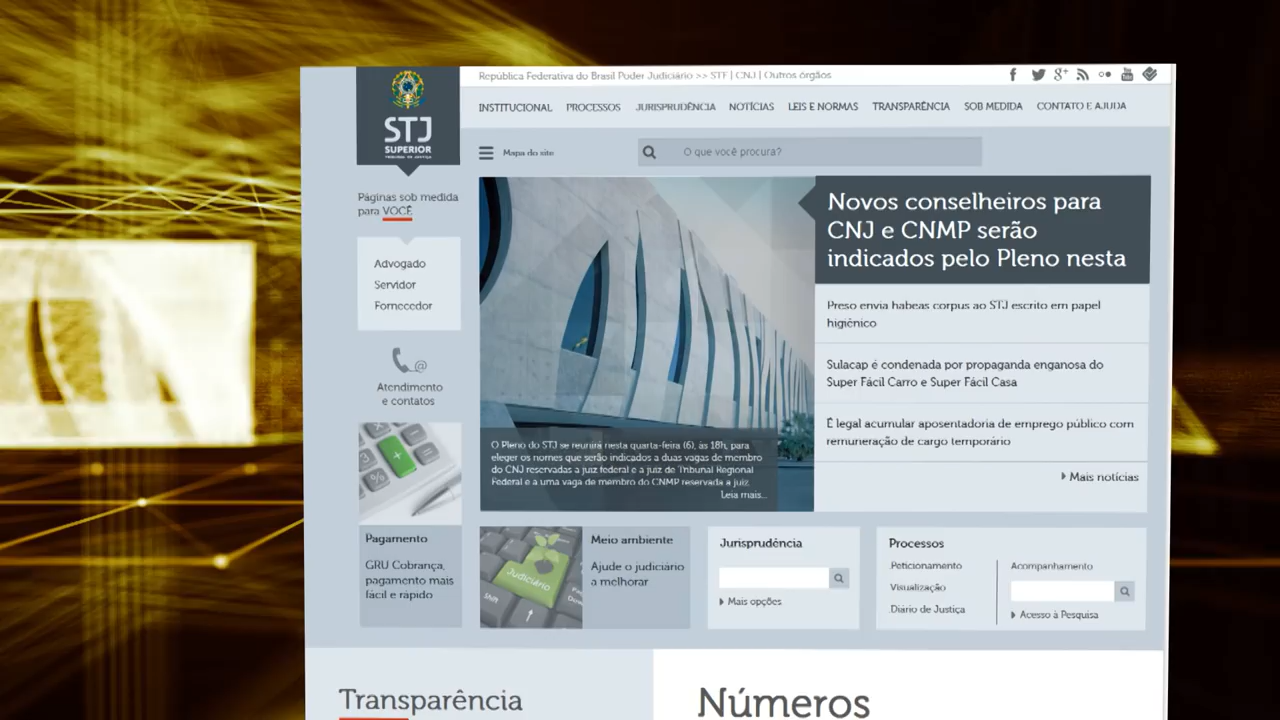 República Federativa do Brasil Poder Judiciário >> STF | CNJ | Outros órgãos
STJ
SUPERIOR
TRIBUNAL DE JUSTIÇA
INSTITUCIONAL PROCESSOS JURISPRUDÊNCIA NOTÍCIAS LEIS E NORMAS TRANSPARÊNCIA SOB MEDIDA CONTATO E AJUDA
Mapa do site
O que você procura?
Páginas sob medida
para VOCÊ
Advogado
Servidor
Fornecedor
Atendimento
e contatos
Novos conselheiros para
CNJ e CNMP serão
indicados pelo Pleno nesta
Preso envia habeas corpus ao STJ escrito em papel
higiênico
Sulacap é condenada por propaganda enganosa do
Super Fácil Carro e Super Fácil Casa
É legal acumular aposentadoria de emprego público com
remuneração de cargo temporário
Mais notícias
O Pleno do STJ se reunirá nesta quarta-feira (6), às 18h, para
eleger os nomes que serão indicados a duas vagas de membro
do CNJ reservadas a juiz federal e a juiz de Tribunal Regional
Federal e a uma vaga de membro do CNMP reservada a juiz.
Leia mais...
Pagamento
GRU Cobrança,
pagamento mais
fácil e rápido
Judiciário
Shift
Meio ambiente
Ajude o judiciário
a melhorar
Jurisprudência
Mais opções
Processos
Peticionamento
Visualização
Diário de Justiça
Acompanhamento
Acesso à Pesquisa
Transparência
Números